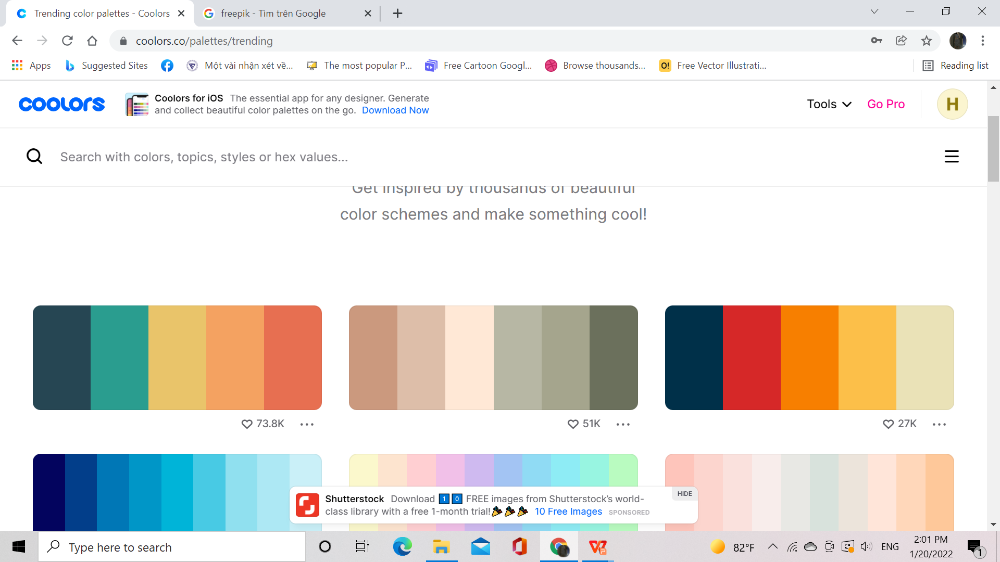 Trending color palettes - Coolors
freepik - Tìm trên Google
coolors.co/palettes/trending
Apps
Suggested Sites
Một vài nhận xét về...
The most popular P...
Free Cartoon Googl...
Browse thousands...
O!
Free Vector Illustrati...
Reading list
coolors
Coolors for iOS The essential app for any designer. Generate
and collect beautiful color palettes on the go. Download Now
Tools
Go Pro
H
Search with colors, topics, styles or hex values...
Get inspired by thousands of beautiful
color schemes and make something cool!
73.8K
51K
27K
Shutterstock Download 1 0 FREE images from Shutterstock's world-
class library with a free 1-month trial! 10 Free Images SPONSORED
HIDE
Type here to search
82°F
ENG
2:01 PM
1/20/2022
1